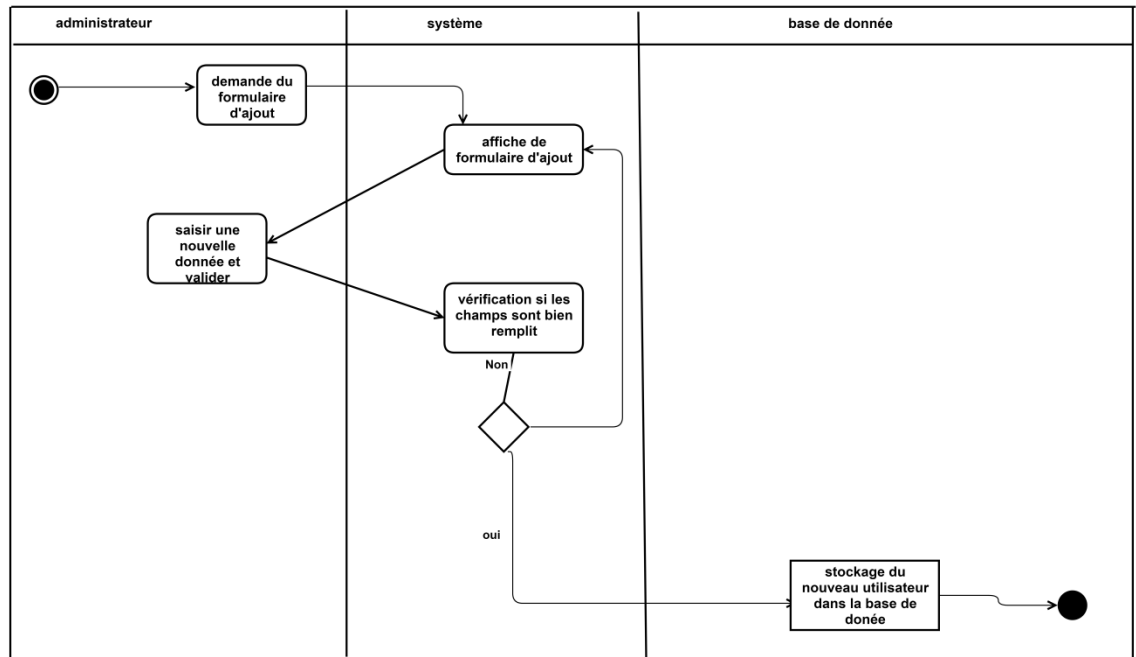 administrateur
système
base de donnée
demande du
formulaire
d'ajout
affiche de
formulaire d'ajout
saisir une
nouvelle
donnée et
valider
vérification si les
champs sont bien
remplit
Non
oui
stockage du
nouveau utilisateur
dans la base de
donée